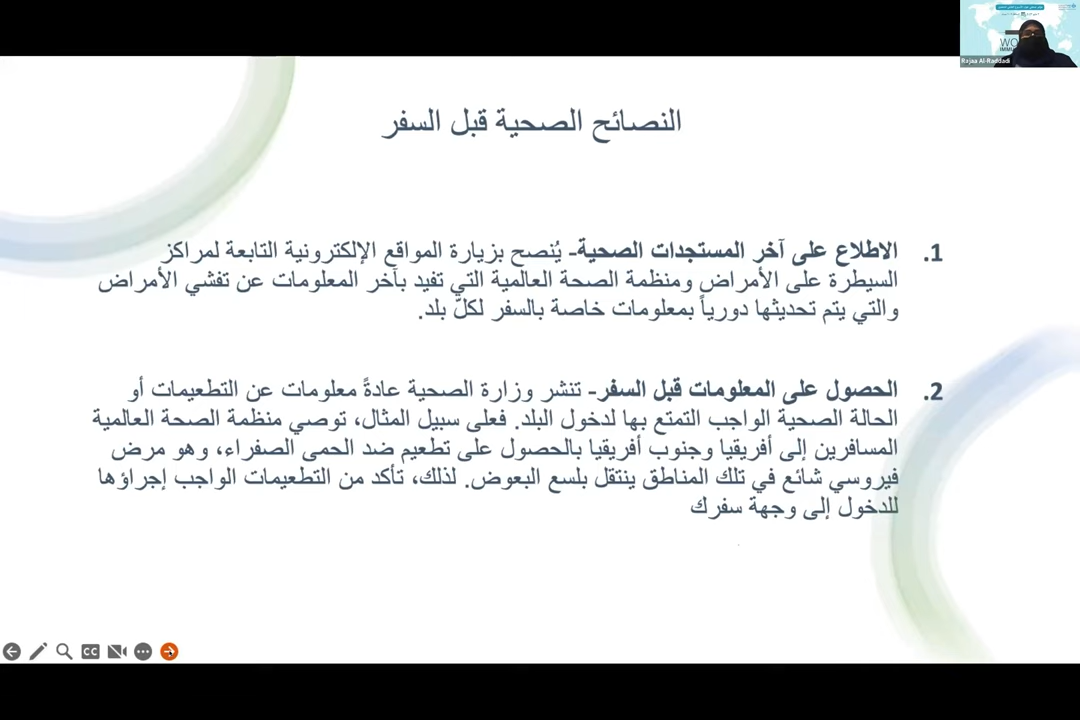 Rajaa Al-Raddadi
النصائح الصحية قبل السفر
1. الاطلاع على آخر المستجدات الصحية- يُنصح بزيارة المواقع الإلكترونية التابعة لمراكز
السيطرة على الأمراض ومنظمة الصحة العالمية التي تفيد بآخر المعلومات عن تفشي الأمراض
والتي يتم تحديثها دورياً بمعلومات خاصة بالسفر لكلّ بلد.
2. الحصول على المعلومات قبل السفر- تنشر وزارة الصحية عادةً معلومات عن التطعيمات أو
الحالة الصحية الواجب التمتع بها لدخول البلد. فعلى سبيل المثال، توصي منظمة الصحة العالمية
المسافرين إلى أفريقيا وجنوب أفريقيا بالحصول على تطعيم ضد الحمى الصفراء، وهو مرض
فيروسي شائع في تلك المناطق ينتقل بلسع البعوض. لذلك، تأكد من التطعيمات الواجب إجراؤها
للدخول إلى وجهة سفرك
CC